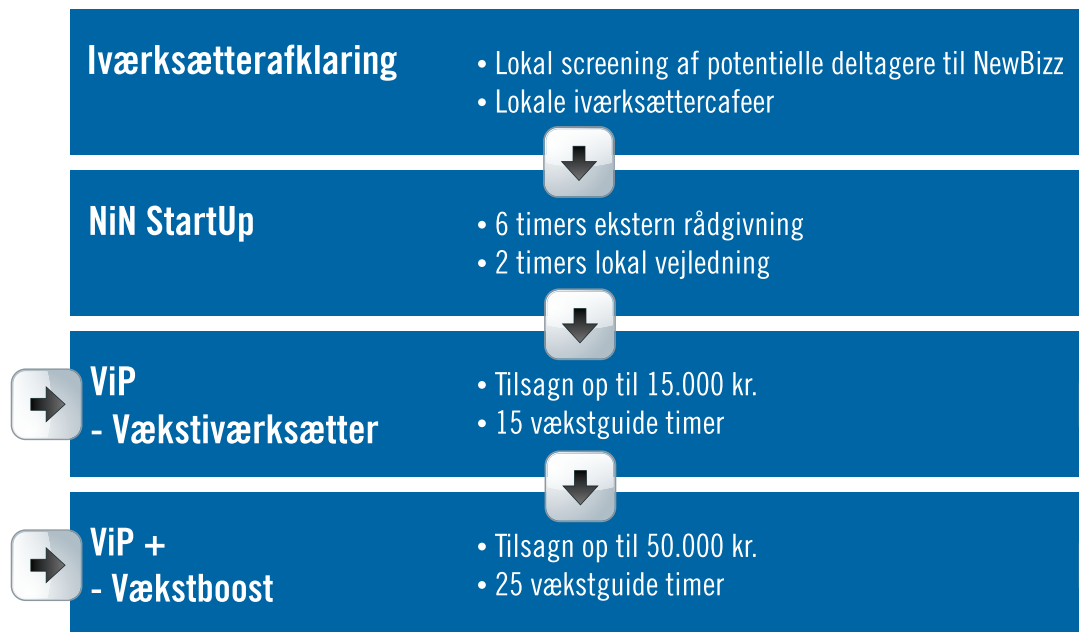 Iværksætterafklaring
• Lokal screening af potentielle deltagere til NewBizz
• Lokale iværksættercafeer
NiN StartUp
• 6 timers ekstern rådgivning
• 2 timers lokal vejledning
ViP
- Vækstiværksætter
• Tilsagn op til 15.000 kr.
• 15 vækstguide timer
ViP +
- Vækstboost
• Tilsagn op til 50.000 kr.
• 25 vækstguide timer